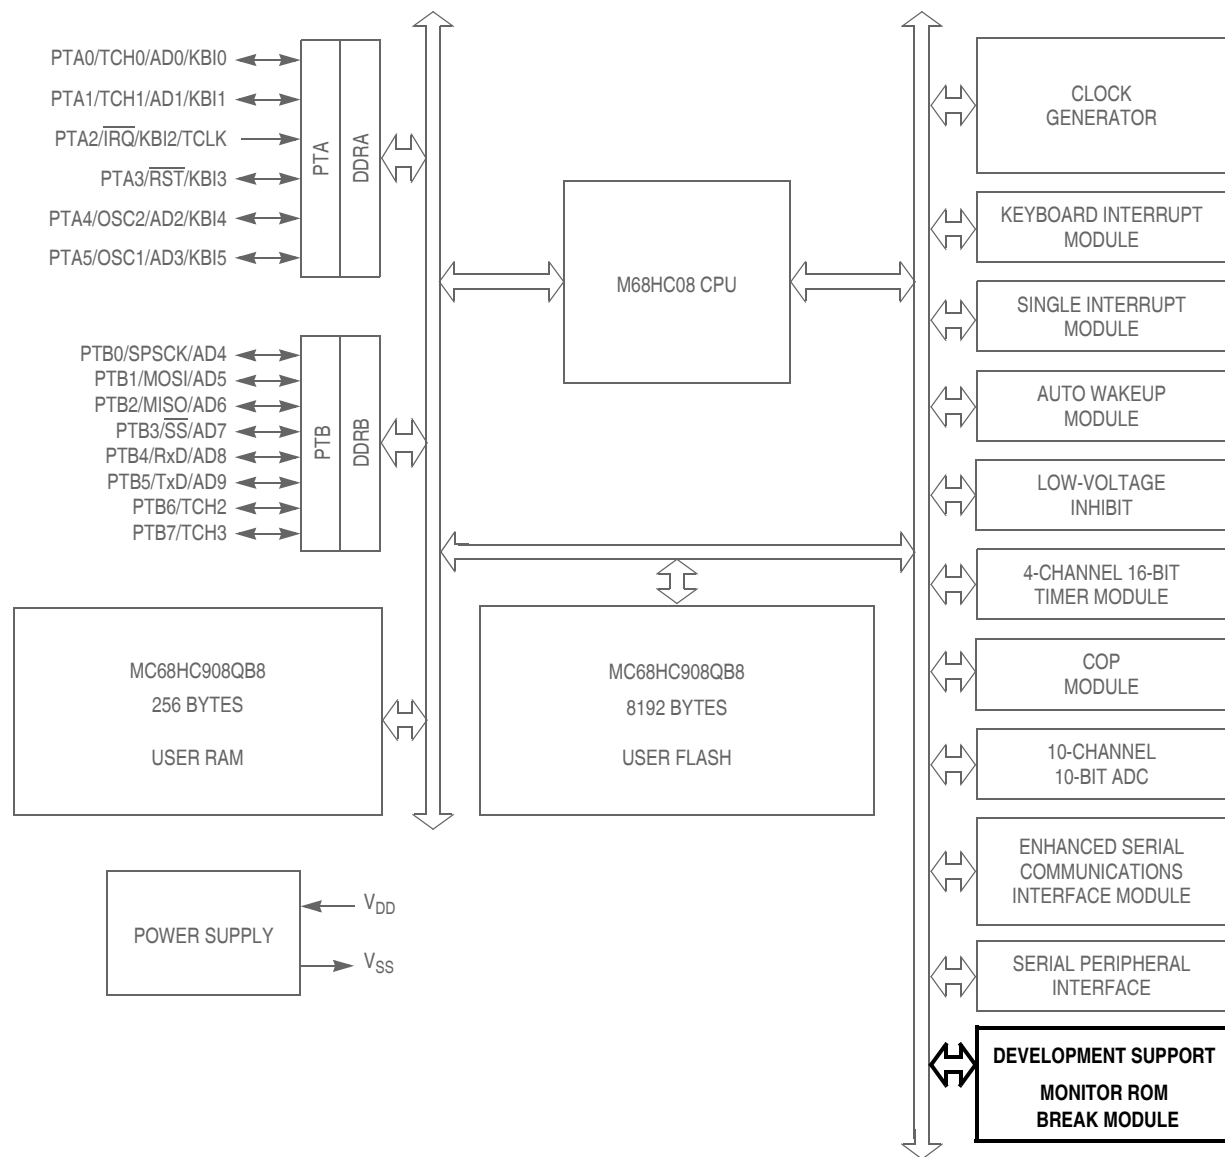 PTA0/TCH0/AD0/KBI0
PTA1/TCH1/AD1/KBI1
PTA2/IRQ/KBI2/TCLK
PTA3/RST/KBI3
PTA4/OSC2/AD2/KBI4
PTA5/OSC1/AD3/KBI5
PTA
DDRA
PTB0/SPSCK/AD4
PTB1/MOSI/AD5
PTB2/MISO/AD6
PTB3/SS/AD7
PTB4/RxD/AD8
PTB5/TxD/AD9
PTB6/TCH2
PTB7/TCH3
PTB
DDRB
M68HC08 CPU
MC68HC908QB8
256 BYTES
USER RAM
MC68HC908QB8
8192 BYTES
USER FLASH
POWER SUPPLY
VDD
VSS
CLOCK
GENERATOR
KEYBOARD INTERRUPT
MODULE
SINGLE INTERRUPT
MODULE
AUTO WAKEUP
MODULE
LOW-VOLTAGE
INHIBIT
4-CHANNEL 16-BIT
TIMER MODULE
COP
MODULE
10-CHANNEL
10-BIT ADC
ENHANCED SERIAL
COMMUNICATIONS
INTERFACE MODULE
SERIAL PERIPHERAL
INTERFACE
DEVELOPMENT SUPPORT
MONITOR ROM
BREAK MODULE